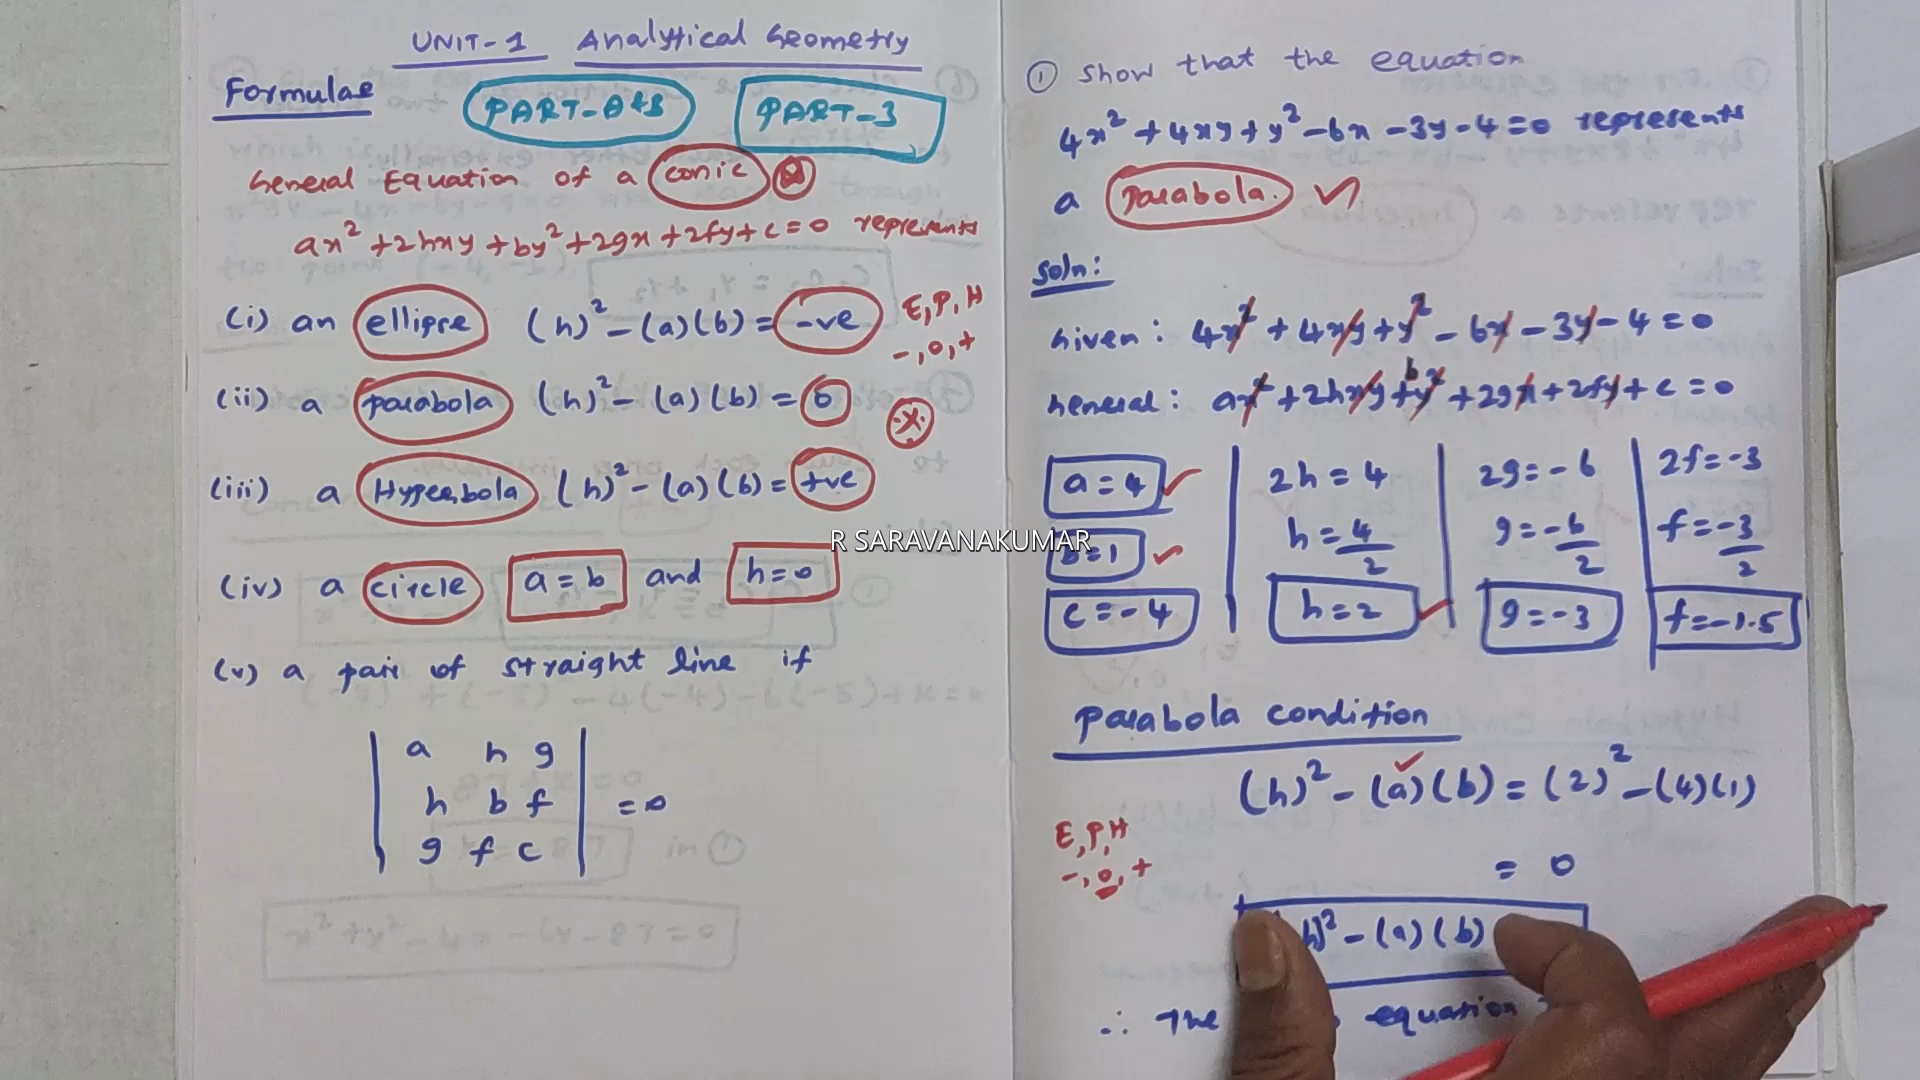 UNIT-1 Analytical Geometry
Formulae
PART-A&B PART-3
General Equation of a conic
ax² + 2hxy + by² + 2gx + 2fy + c = 0 represents
(i) an ellipse (h)² - (a)(b) = -ve
E, P, H
-, 0, +
(ii) a parabola (h)² - (a)(b) = 0
(iii) a Hyperbola (h)² - (a)(b) = +ve
(iv) a circle a = b and h = 0
(v) a pair of straight line if
a h g
h b f = 0
g f c
① Show that the equation
4x² + 4xy + y² - 6x - 3y - 4 = 0 represents
a parabola.
Soln:
Given: 4x² + 4xy + y² - 6x - 3y - 4 = 0
General: ax² + 2hxy + by² + 2gx + 2fy + c = 0
a = 4 2h = 4 2g = -6 2f = -3
b = 1 h = 4/2 g = -6/2 f = -3/2
c = -4 h = 2 g = -3 f = -1.5
R SARAVANAKUMAR
Parabola condition
(h)² - (a)(b) = (2)² - (4)(1)
E, P, H
-, 0, +
= 0
h)² - (a)(b)
∴ The equation